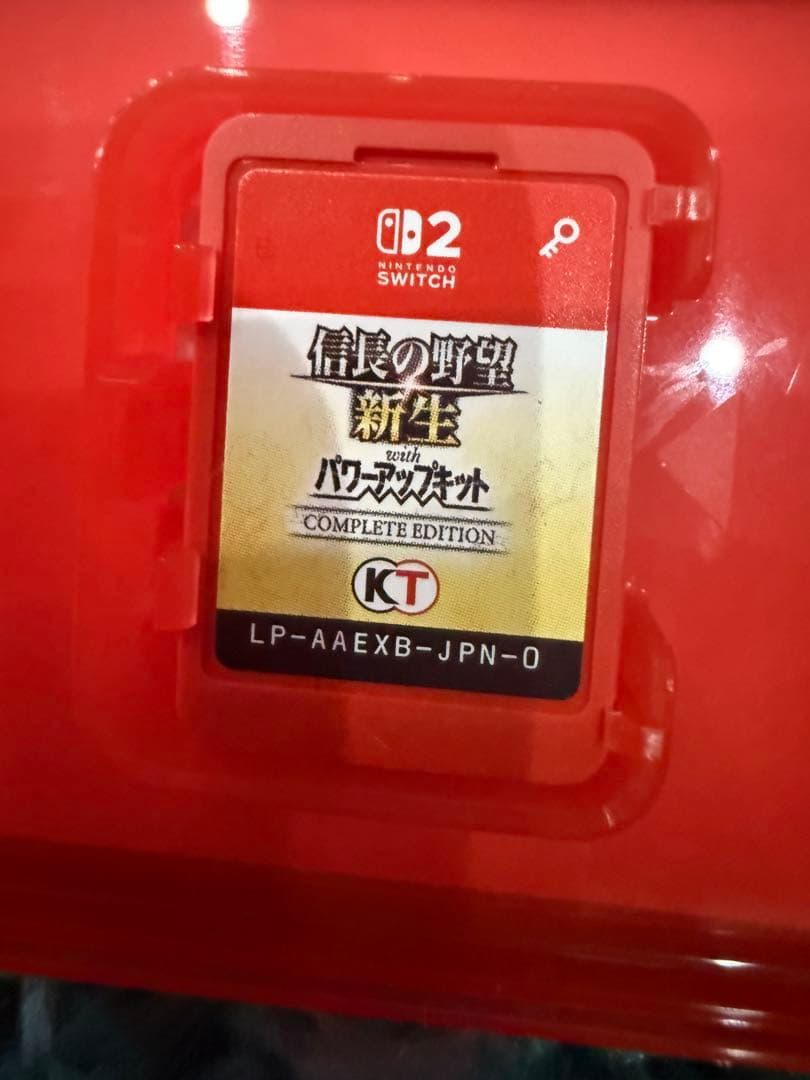 2
NINTENDO
SWITCH
信長の野望
新生
with
パワーアップキット
COMPLETE EDITION
KT
LP-AAEXB-JPN-0